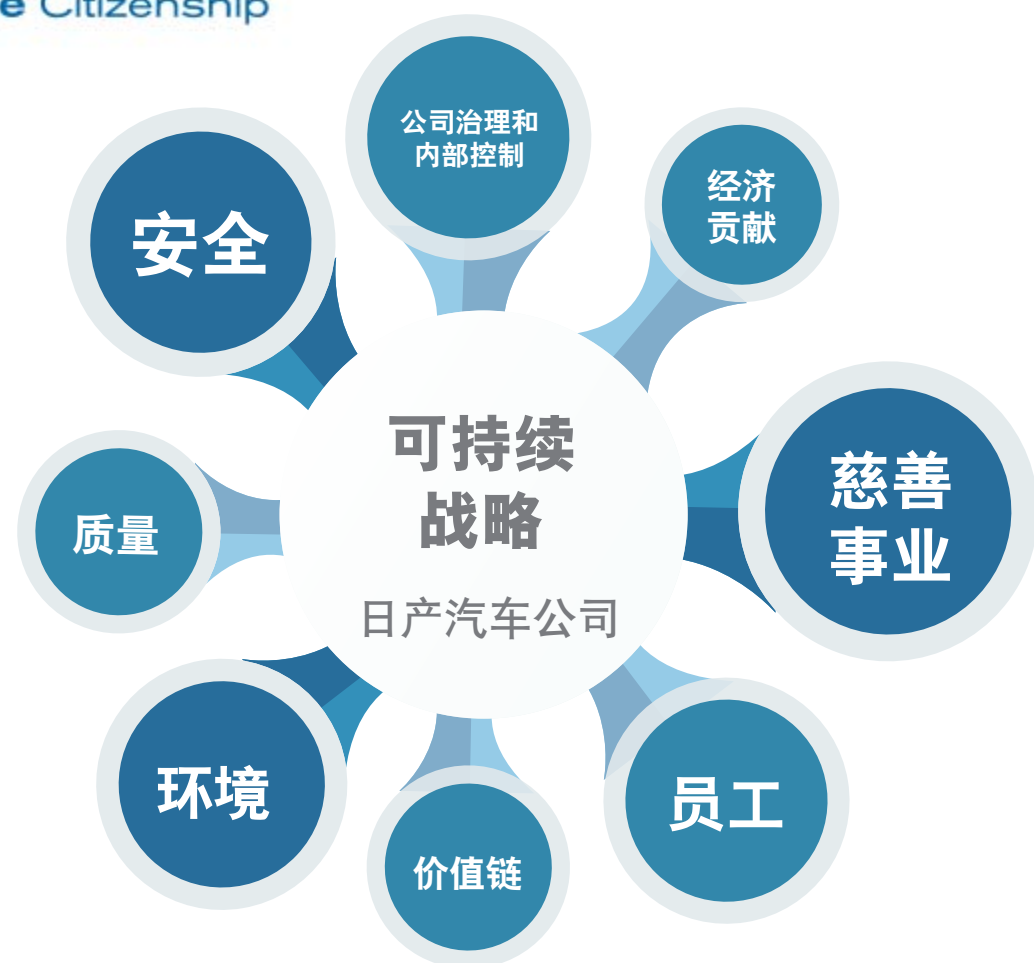 e Citizenship
公司治理和
内部控制
经济
贡献
安全
可持续
战略
日产汽车公司
慈善
事业
质量
环境
价值链
员工